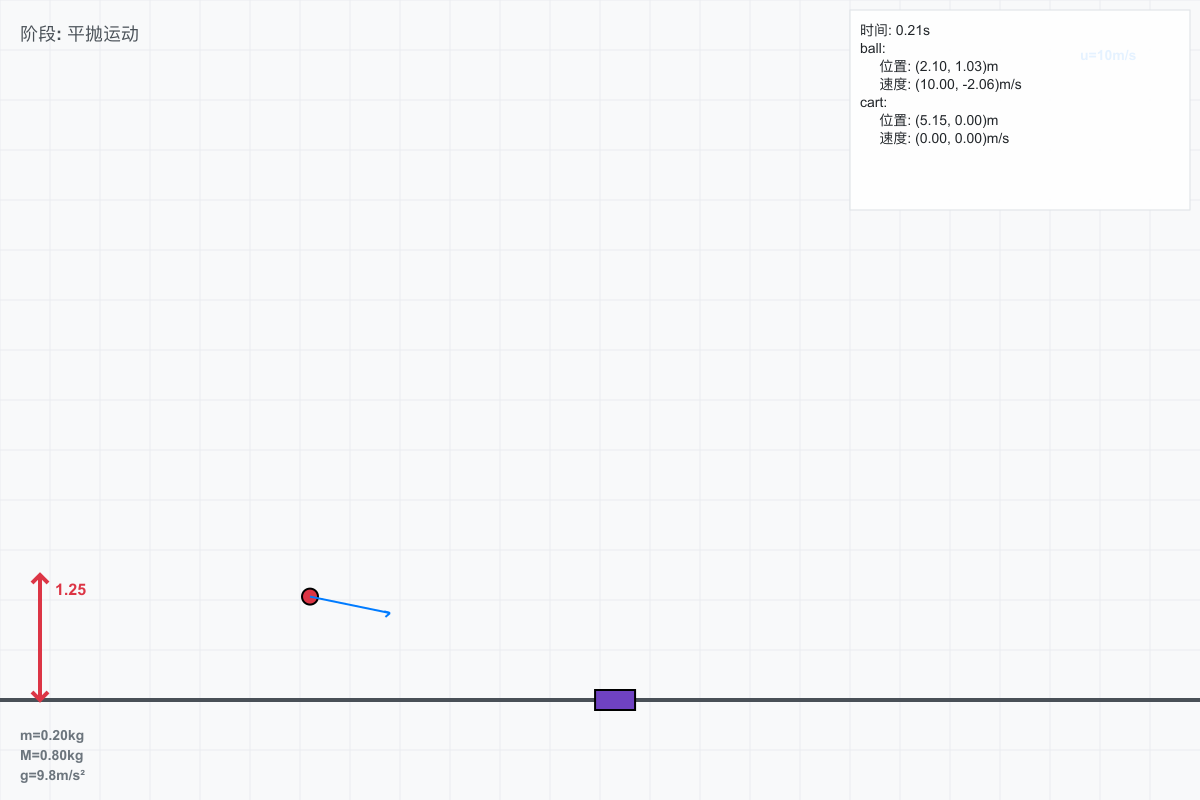 阶段: 平抛运动
时间: 0.21s
ball:
位置: (2.10, 1.03)m
速度: (10.00, -2.06)m/s
cart:
位置: (5.15, 0.00)m
速度: (0.00, 0.00)m/s
u=10m/s
1.25
m=0.20kg
M=0.80kg
g=9.8m/s²